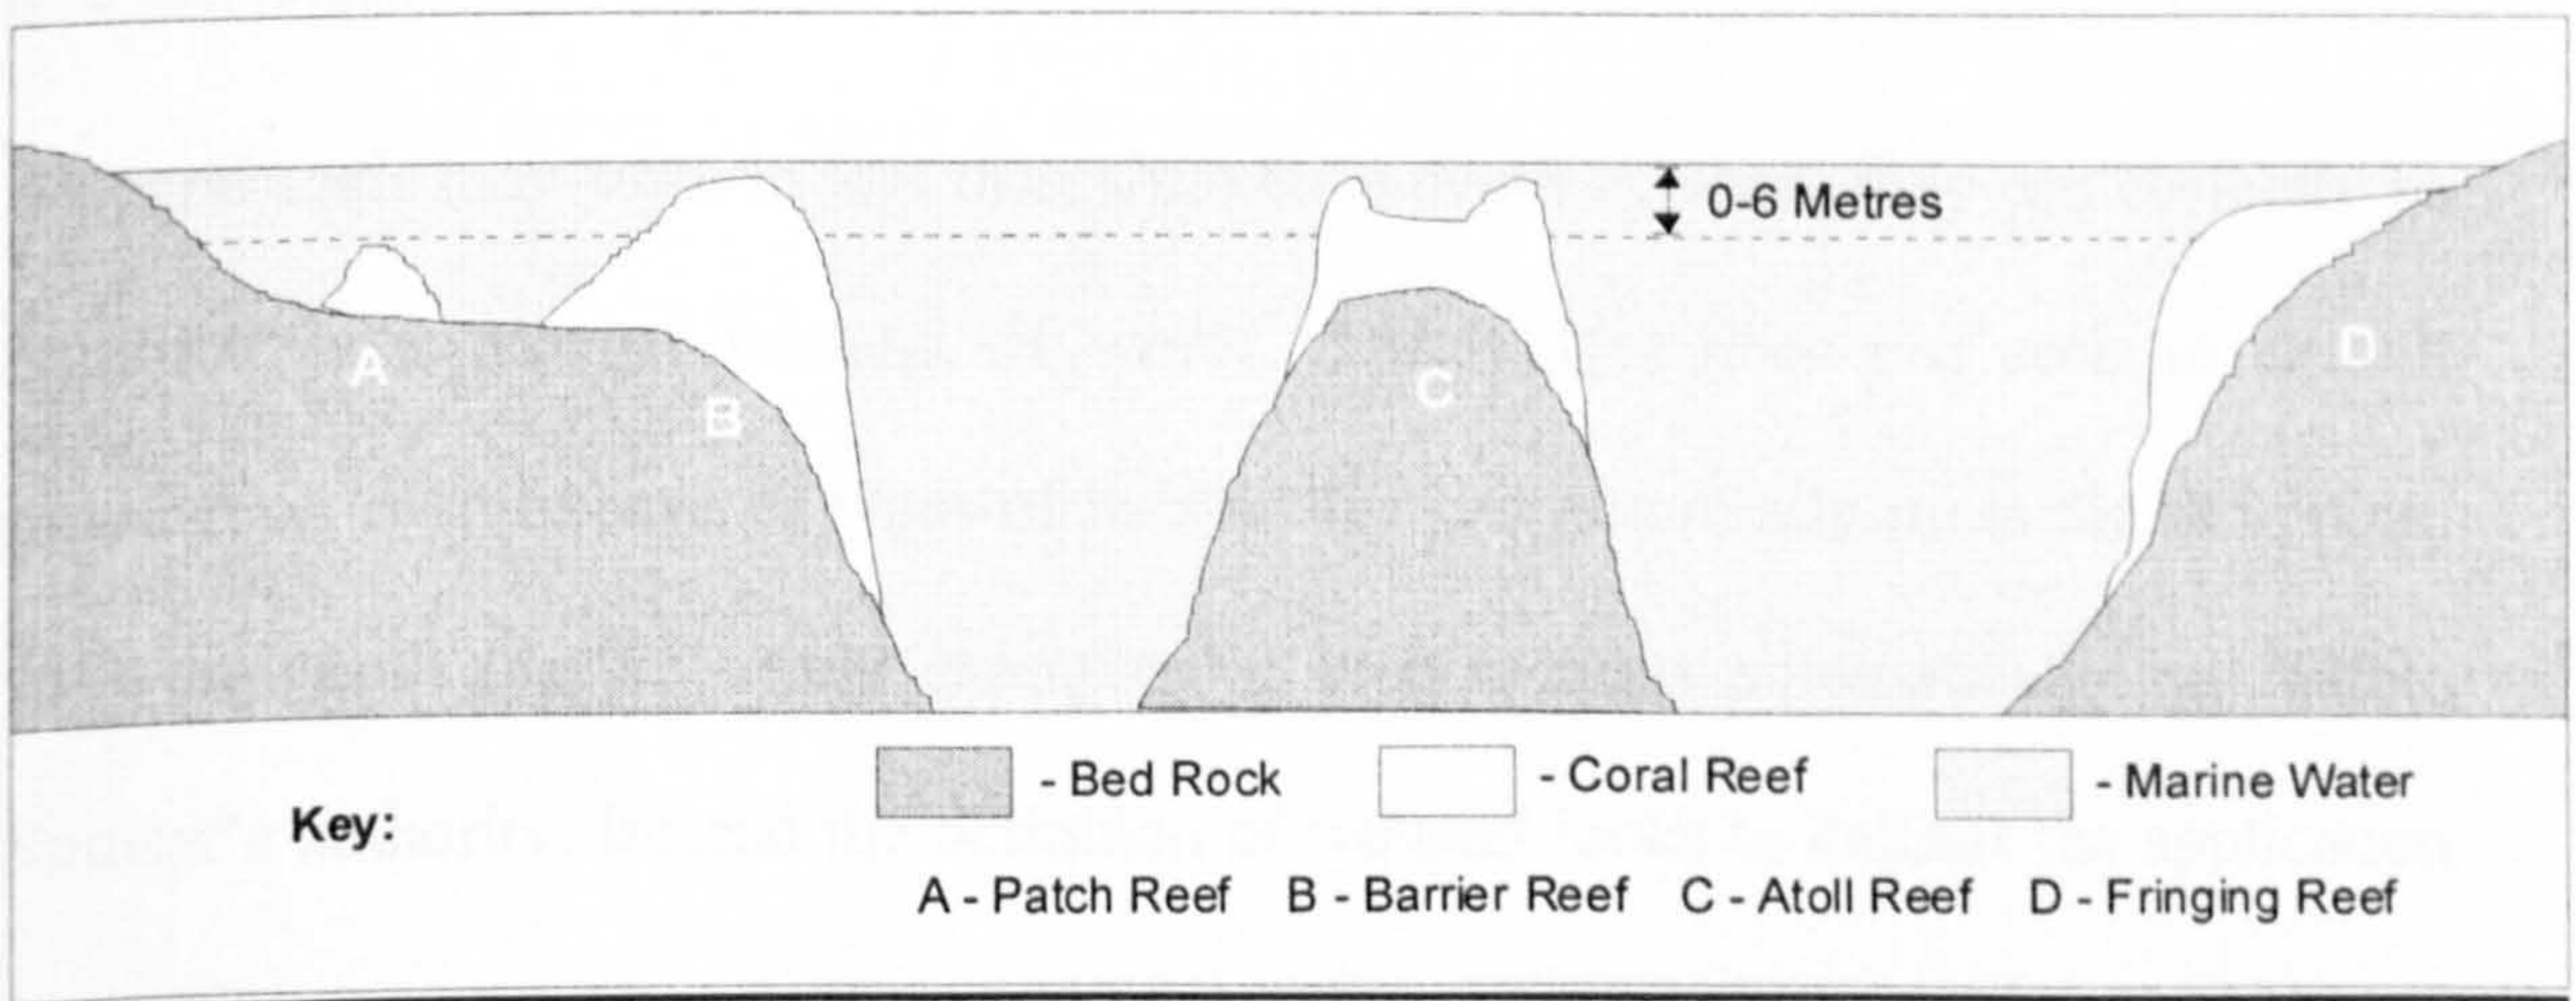 0-6 Metres
A
B
C
D
- Bed Rock
- Coral Reef
- Marine Water
Key:
A - Patch Reef B - Barrier Reef C - Atoll Reef D - Fringing Reef